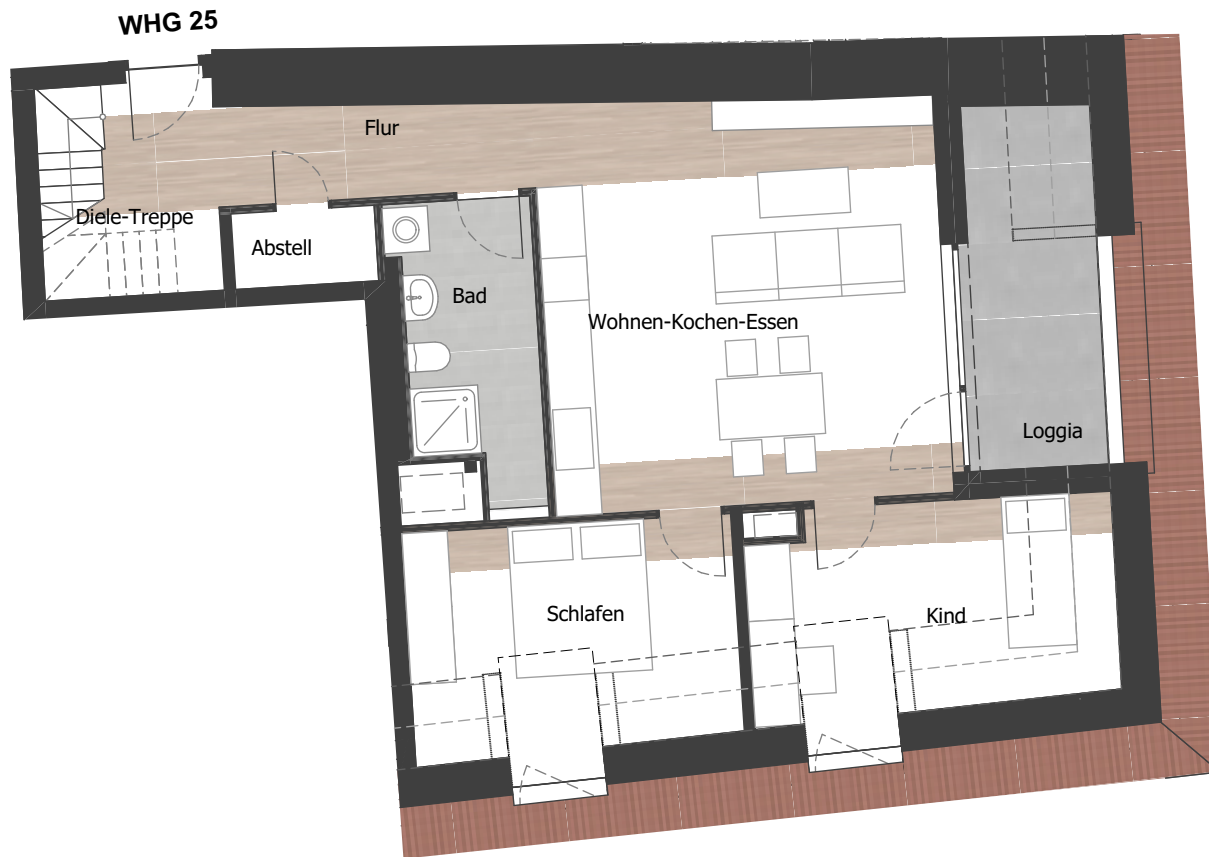 WHG 25
Flur
Diele-Treppe
Abstell
Bad
Wohnen-Kochen-Essen
Loggia
Schlafen
Kind